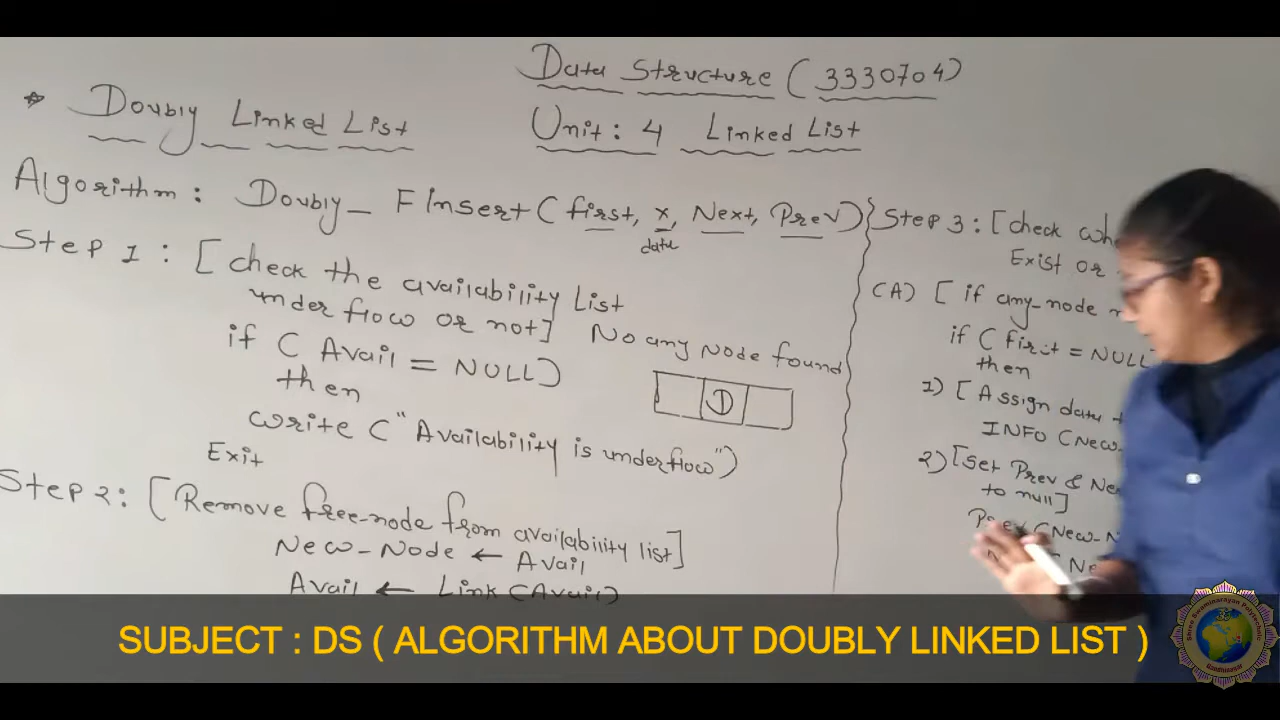 Data Structure (3330704)
* Doubly Linked List
Unit: 4 Linked List
Algorithm: Doubly_ FInsert (first, x, Next, Prev)
data
Step 1 : [check the availability List
underflow or not]
No any Node found
if ( Avail = NULL)
then
D
write ("Availability is underflow")
Exit
Step 2: [Remove free-node from availability list]
New-Node ← Avail
Avail ← Link (Avail)
Step 3: [check
Exist or
(A) [ if any_node
if ( first = NULL
then
1) [ Assign data
INFO (New_
2) [Set Prev &
to null]
(New-
SUBJECT : DS ( ALGORITHM ABOUT DOUBLY LINKED LIST )